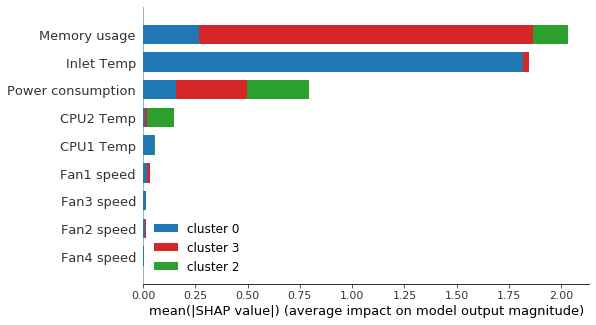 Memory usage
Inlet Temp
Power consumption
CPU2 Temp
CPU1 Temp
Fan1 speed
Fan3 speed
Fan2 speed
Fan4 speed
cluster 0
cluster 3
cluster 2
0.00 0.25 0.50 0.75 1.00 1.25 1.50 1.75 2.00
mean(|SHAP value|) (average impact on model output magnitude)